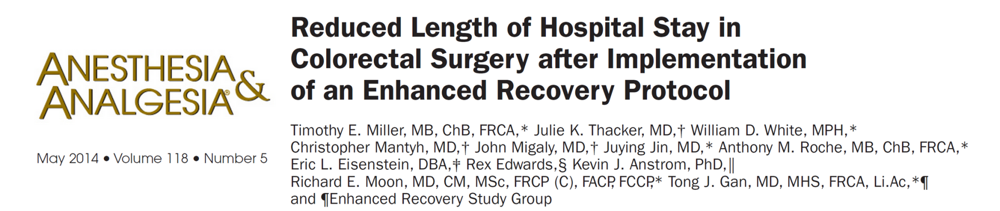 ANESTHESIA &
ANALGESIA®
May 2014 • Volume 118 • Number 5
Reduced Length of Hospital Stay in
Colorectal Surgery after Implementation
of an Enhanced Recovery Protocol
Timothy E. Miller, MB, ChB, FRCA,* Julie K. Thacker, MD,† William D. White, MPH,*
Christopher Mantyh, MD,† John Migaly, MD,† Juying Jin, MD,* Anthony M. Roche, MB, ChB, FRCA,*
Eric L. Eisenstein, DBA,‡ Rex Edwards,§ Kevin J. Anstrom, PhD,‖
Richard E. Moon, MD, CM, MSc, FRCP (C), FACP, FCCP,* Tong J. Gan, MD, MHS, FRCA, Li.Ac,*¶
and ¶Enhanced Recovery Study Group